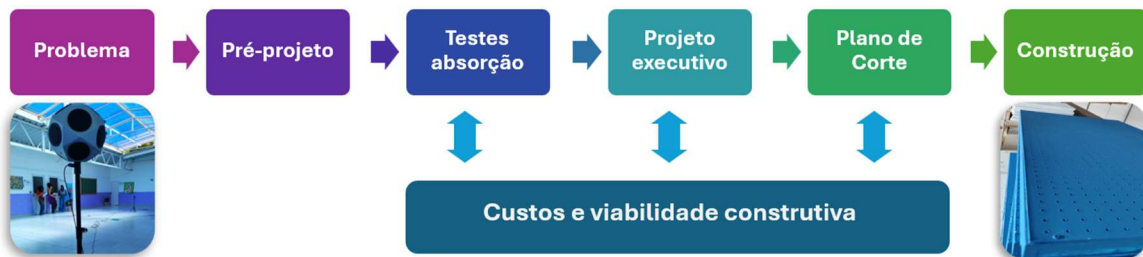 Problema
Pré-projeto
Testes
absorção
Projeto
executivo
Plano de
Corte
Construção
Custos e viabilidade construtiva